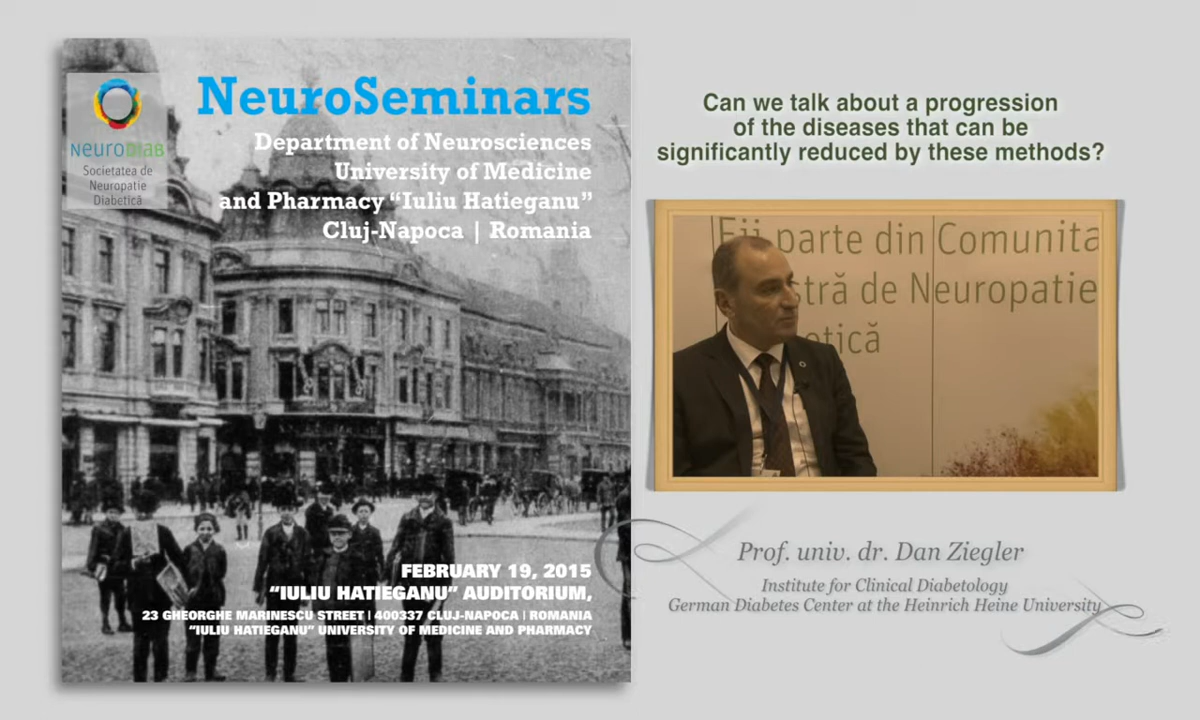 NEURODIAB
Societatea de
Neuropatie
Diabetică
NeuroSeminars
Department of Neurosciences
University of Medicine
and Pharmacy “Iuliu Hatieganu”
Cluj-Napoca | Romania
FEBRUARY 19, 2015
“IULIU HATIEGANU” AUDITORIUM,
23 GHEORGHE MARINESCU STREET | 400337 CLUJ-NAPOCA | ROMANIA
“IULIU HATIEGANU” UNIVERSITY OF MEDICINE AND PHARMACY
Can we talk about a progression
of the diseases that can be
significantly reduced by these methods?
Fii parte din Comunita
stră de Neuropatie
etică
Prof. univ. dr. Dan Ziegler
Institute for Clinical Diabetology
German Diabetes Center at the Heinrich Heine University